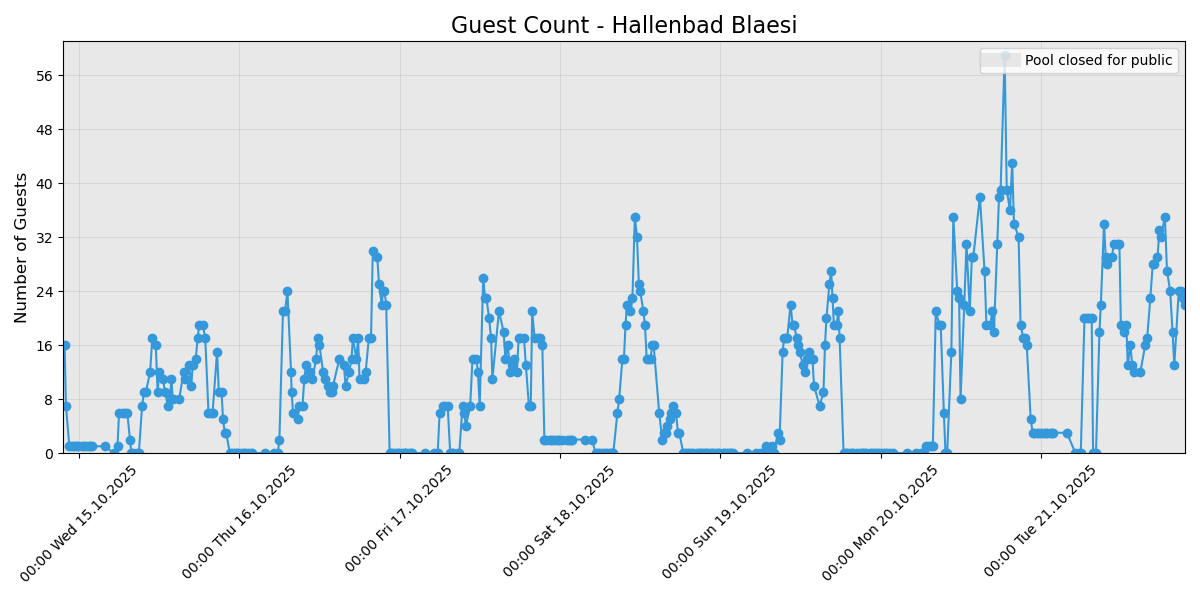 Guest Count - Hallenbad Blaesi
Pool closed for public
Number of Guests
56
48
40
32
24
16
8
0
00:00 Wed 15.10.2025
00:00 Thu 16.10.2025
00:00 Fri 17.10.2025
00:00 Sat 18.10.2025
00:00 Sun 19.10.2025
00:00 Mon 20.10.2025
00:00 Tue 21.10.2025